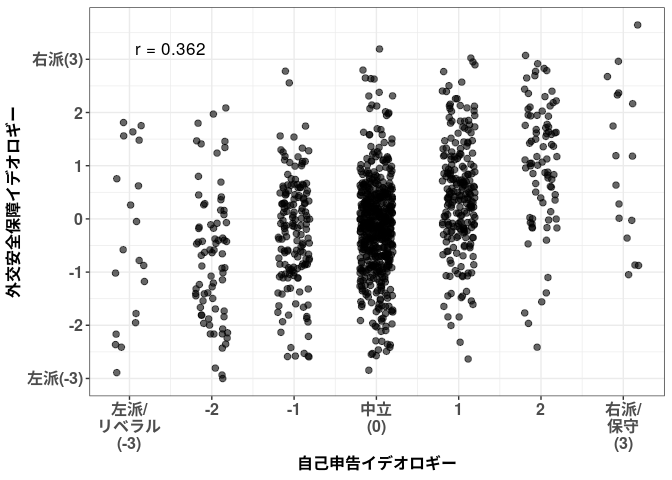 r = 0.362
右派(3)
2
1
0
-1
-2
左派(-3)
外交安全保障イデオロギー
左派/
リベラル
(-3)
-2
-1
中立
(0)
1
2
右派/
保守
(3)
自己申告イデオロギー